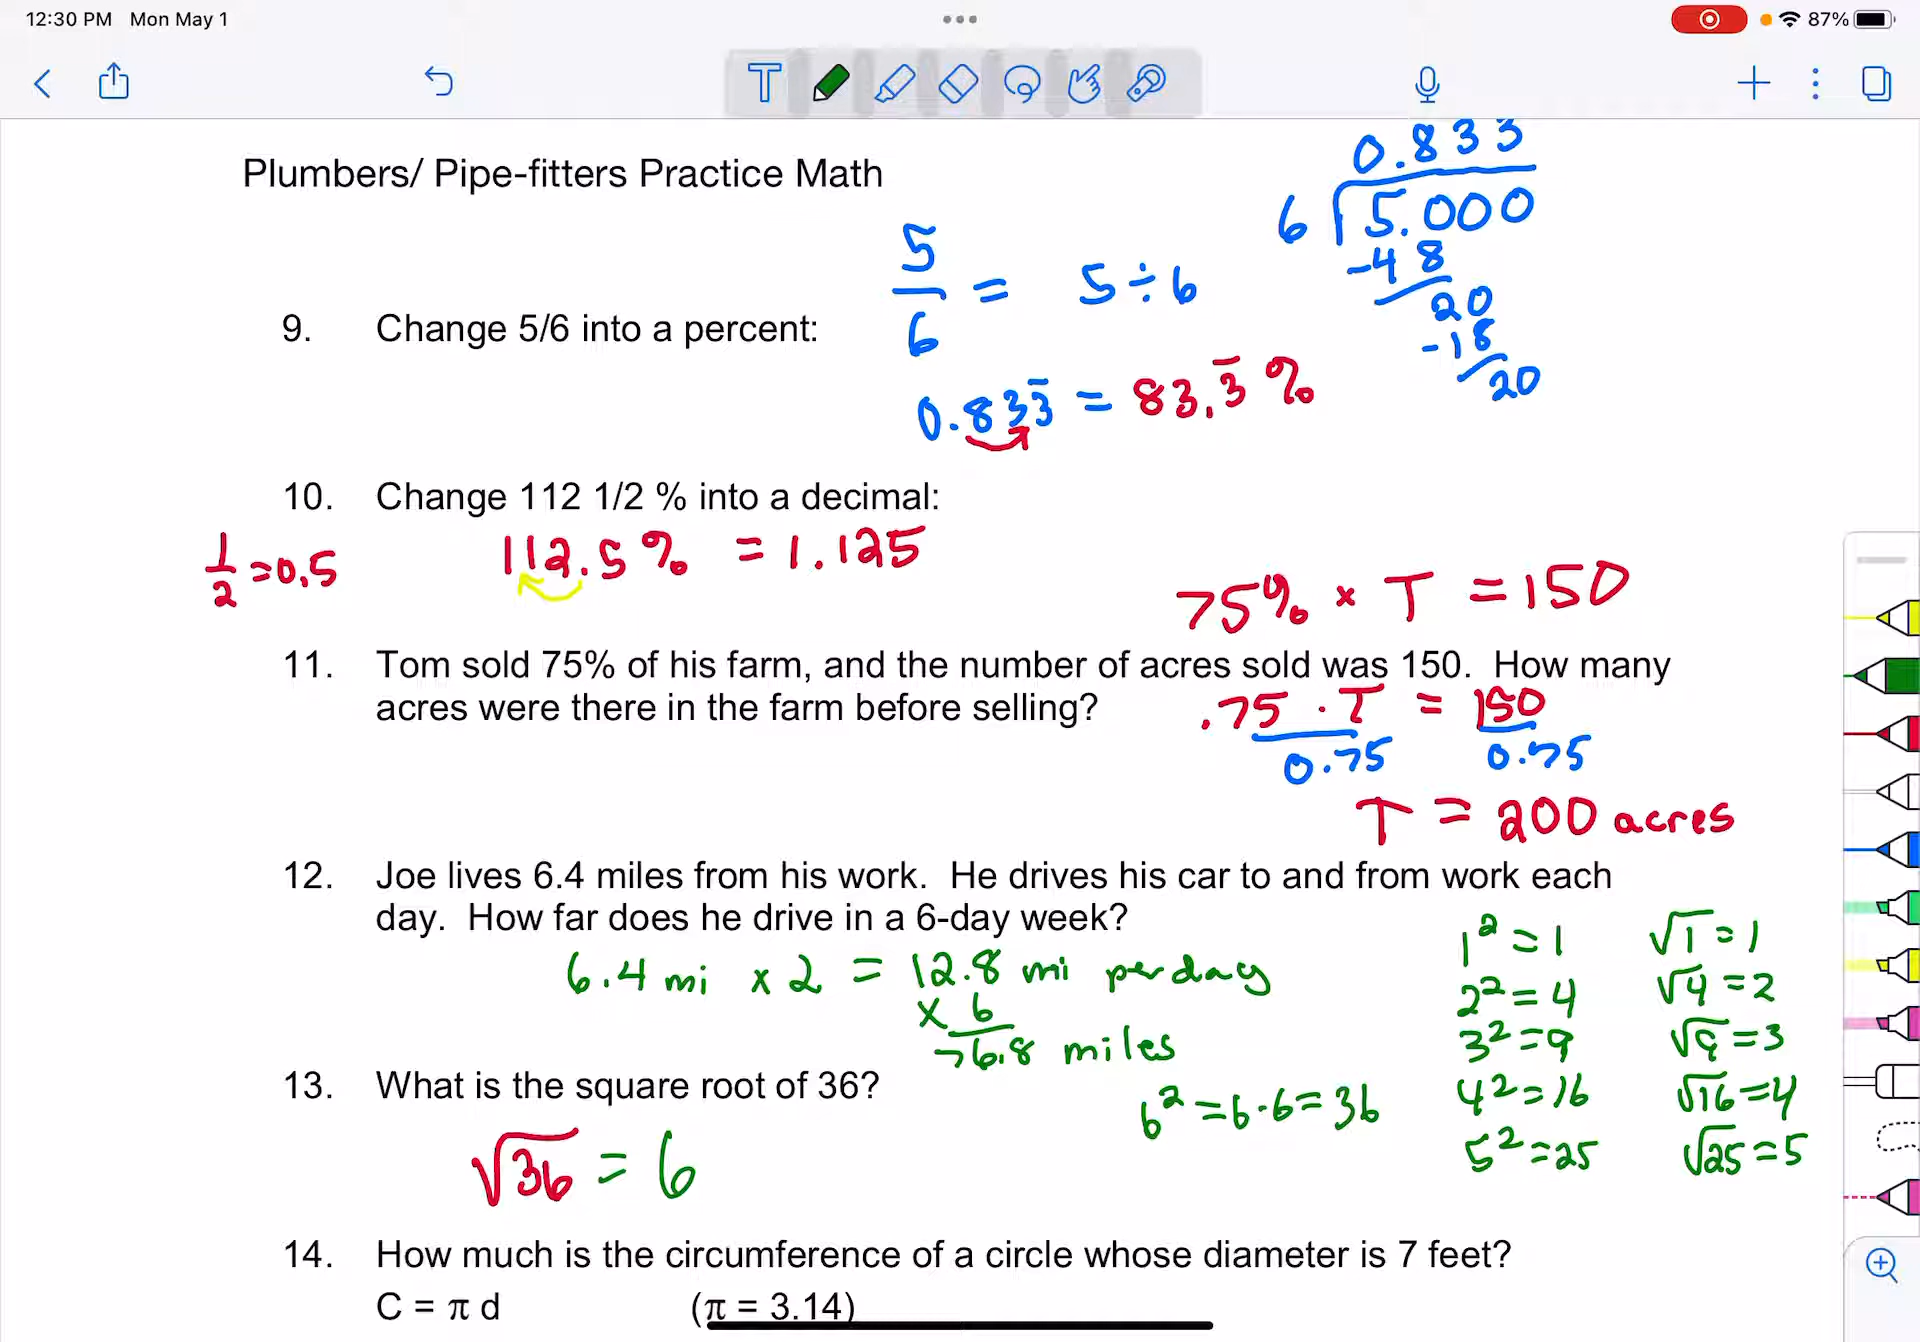 12:30 PM Mon May 1
87%
Plumbers/ Pipe-fitters Practice Math
0.833
6 5.000
-48
20
-18
20
5/6 = 5÷6
9. Change 5/6 into a percent:
0.833̅ = 83.3̅ %
10. Change 112 1/2 % into a decimal:
1/2 = 0.5 112.5% = 1.125
75% × T = 150
11. Tom sold 75% of his farm, and the number of acres sold was 150. How many
acres were there in the farm before selling?
.75 · T = 150
0.75 0.75
T = 200 acres
12. Joe lives 6.4 miles from his work. He drives his car to and from work each
day. How far does he drive in a 6-day week?
6.4 mi x 2 = 12.8 mi per day
x 6
76.8 miles
1² = 1 √1 = 1
2² = 4 √4 = 2
3² = 9 √9 = 3
4² = 16 √16 = 4
5² = 25 √25 = 5
13. What is the square root of 36?
6² = 6·6 = 36
√36 = 6
14. How much is the circumference of a circle whose diameter is 7 feet?
C = π d (π = 3.14)